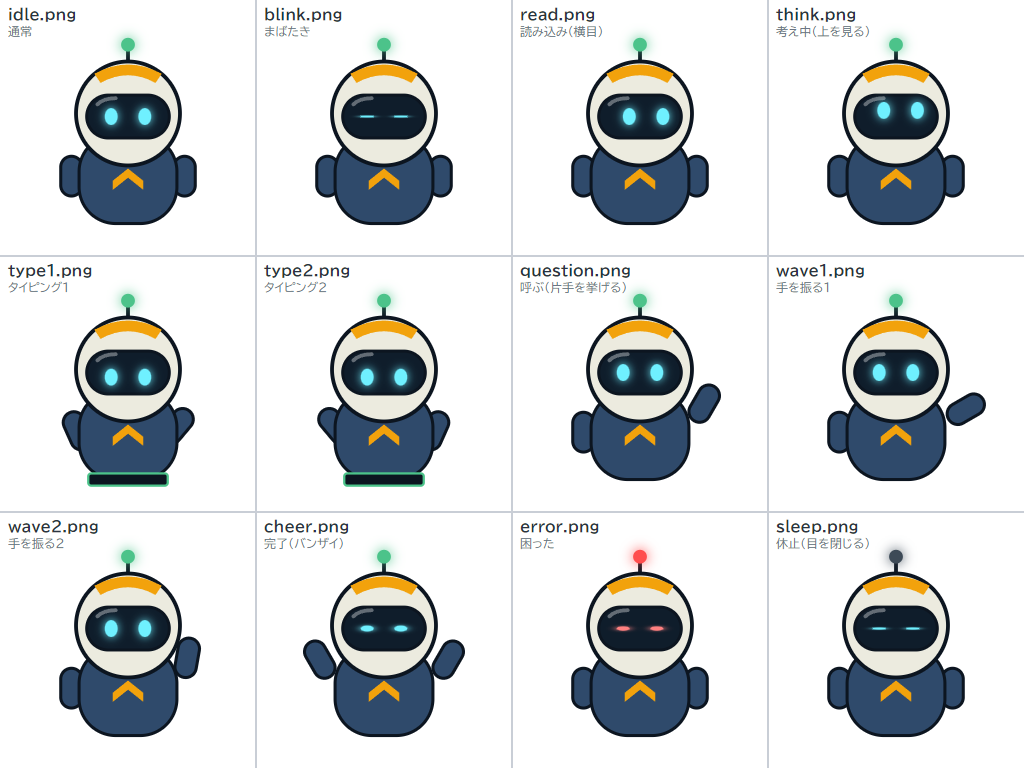 idle.png
通常
blink.png
まばたき
read.png
読み込み(横目)
think.png
考え中(上を見る)
type1.png
タイピング1
type2.png
タイピング2
question.png
呼ぶ(片手を挙げる)
wave1.png
手を振る1
wave2.png
手を振る2
cheer.png
完了(バンザイ)
error.png
困った
sleep.png
休止(目を閉じる)